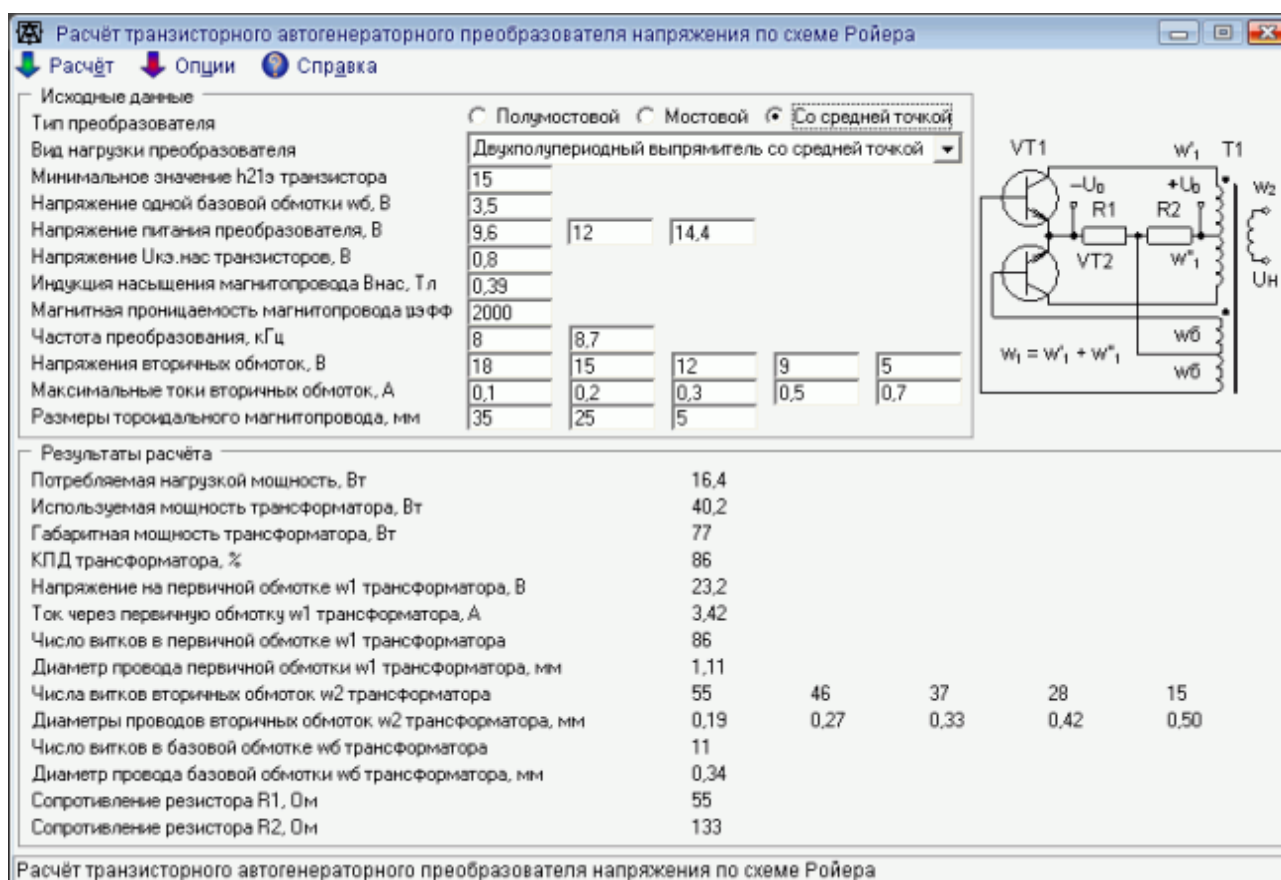 Расчёт транзисторного автогенераторного преобразователя напряжения по схеме Ройера
Расчёт Опции Справка
Исходные данные
Тип преобразователя Полумостовой Мостовой Со средней точкой
Вид нагрузки преобразователя Двухполупериодный выпрямитель со средней точкой
Минимальное значение h21э транзистора 15
Напряжение одной базовой обмотки wб, В 3,5
Напряжение питания преобразователя, В 9,6 12 14,4
Напряжение Uкэ.нас транзисторов, В 0,8
Индукция насыщения магнитопровода Bнас, Тл 0,39
Магнитная проницаемость магнитопровода µэфф 2000
Частота преобразования, кГц 8 8,7
Напряжения вторичных обмоток, В 18 15 12 9 5
Максимальные токи вторичных обмоток, А 0,1 0,2 0,3 0,5 0,7
Размеры тороидального магнитопровода, мм 35 25 5
VT1 w'₁ T1
–U₀ +U₀ w₂
R1 R2
VT2 w"₁ Uн
wб
w₁ = w'₁ + w"₁
wб
Результаты расчёта
Потребляемая нагрузкой мощность, Вт 16,4
Используемая мощность трансформатора, Вт 40,2
Габаритная мощность трансформатора, Вт 77
КПД трансформатора, % 86
Напряжение на первичной обмотке w1 трансформатора, В 23,2
Ток через первичную обмотку w1 трансформатора, А 3,42
Число витков в первичной обмотке w1 трансформатора 86
Диаметр провода первичной обмотки w1 трансформатора, мм 1,11
Числа витков вторичных обмоток w2 трансформатора 55 46 37 28 15
Диаметры проводов вторичных обмоток w2 трансформатора, мм 0,19 0,27 0,33 0,42 0,50
Число витков в базовой обмотке wб трансформатора 11
Диаметр провода базовой обмотки wб трансформатора, мм 0,34
Сопротивление резистора R1, Ом 55
Сопротивление резистора R2, Ом 133
Расчёт транзисторного автогенераторного преобразователя напряжения по схеме Ройера